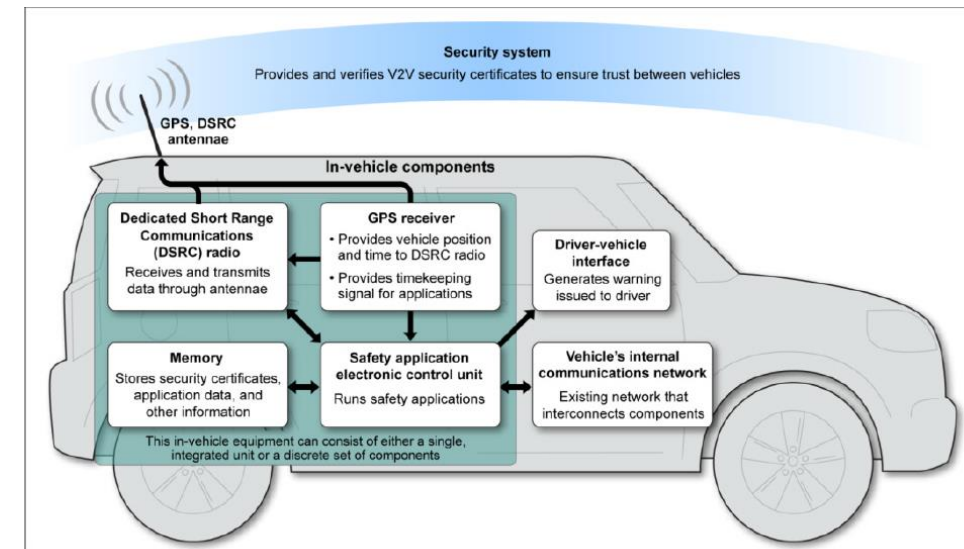 Security system
Provides and verifies V2V security certificates to ensure trust between vehicles
GPS, DSRC
antennae
In-vehicle components
Dedicated Short Range
Communications
(DSRC) radio
Receives and transmits
data through antennae
GPS receiver
• Provides vehicle position
and time to DSRC radio
• Provides timekeeping
signal for applications
Driver-vehicle
interface
Generates warning
issued to driver
Memory
Stores security certificates,
application data, and
other information
Safety application
electronic control unit
Runs safety applications
Vehicle's internal
communications network
Existing network that
interconnects components
This in-vehicle equipment can consist of either a single,
integrated unit or a discrete set of components